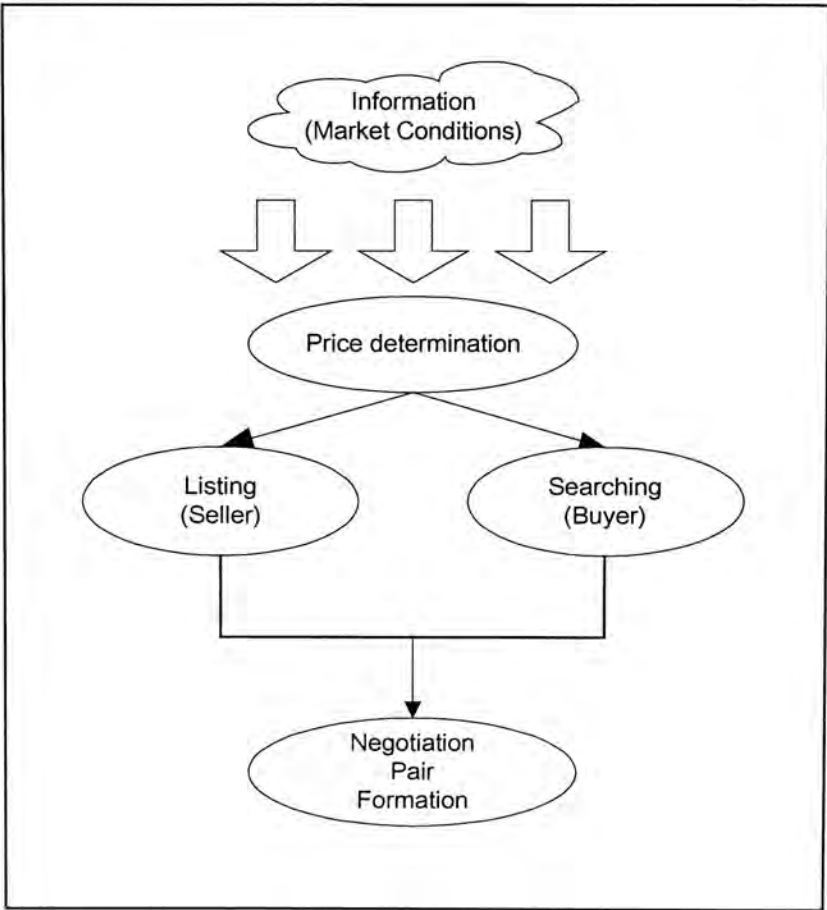 Information
(Market Conditions)
Price determination
Listing
(Seller)
Searching
(Buyer)
Negotiation
Pair
Formation